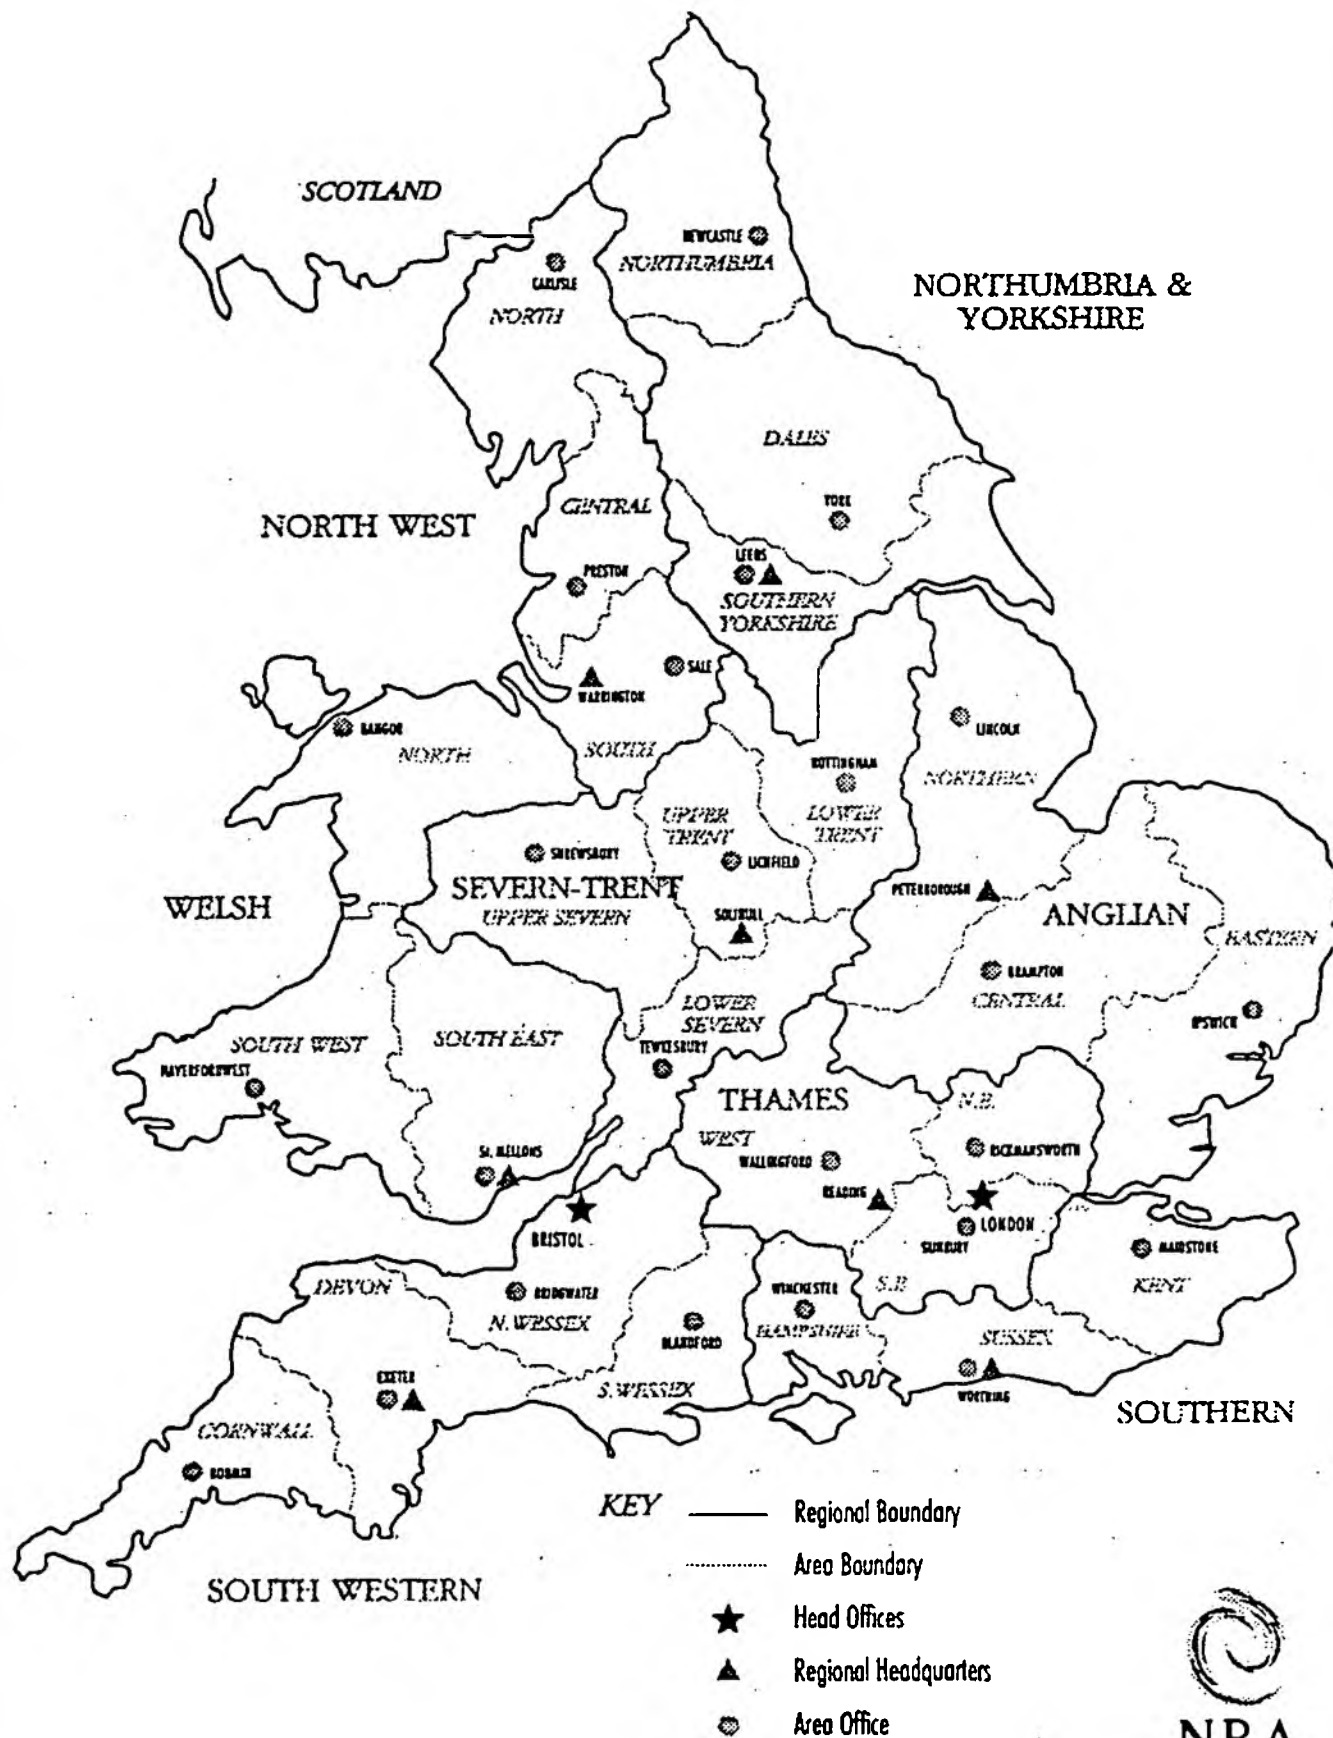 SCOTLAND
NEWCASTLE
NORTHUMBRIA
CARLISLE
NORTH
NORTHUMBRIA &
YORKSHIRE
DALES
YORK
NORTH WEST
CENTRAL
PRESTON
LEEDS
SOUTHERN
YORKSHIRE
SALE
WARRINGTON
SOUTH
BANGOR
NORTH
LINCOLN
NORTHERN
NOTTINGHAM
LOWER
TRENT
UPPER
TRENT
LICHFIELD
SHREWSBURY
SEVERN-TRENT
UPPER SEVERN
SOLIHULL
WELSH
PETERBOROUGH
ANGLIAN
EASTERN
BRAMPTON
CENTRAL
IPSWICH
LOWER
SEVERN
TEWKESBURY
SOUTH WEST
SOUTH EAST
HAVERFORDWEST
ST. MELLONS
THAMES
WEST
WALLINGFORD
READING
N.E.
RICKMANSWORTH
LONDON
SUNBURY
S.E.
BRISTOL
MAIDSTONE
KENT
DEVON
BRIDGWATER
N. WESSEX
BLANDFORD
WINCHESTER
HAMPSHIRE
SUSSEX
WORTHING
S. WESSEX
EXETER
CORNWALL
BODMIN
SOUTHERN
SOUTH WESTERN
KEY
Regional Boundary
Area Boundary
Head Offices
Regional Headquarters
Area Office
NRA